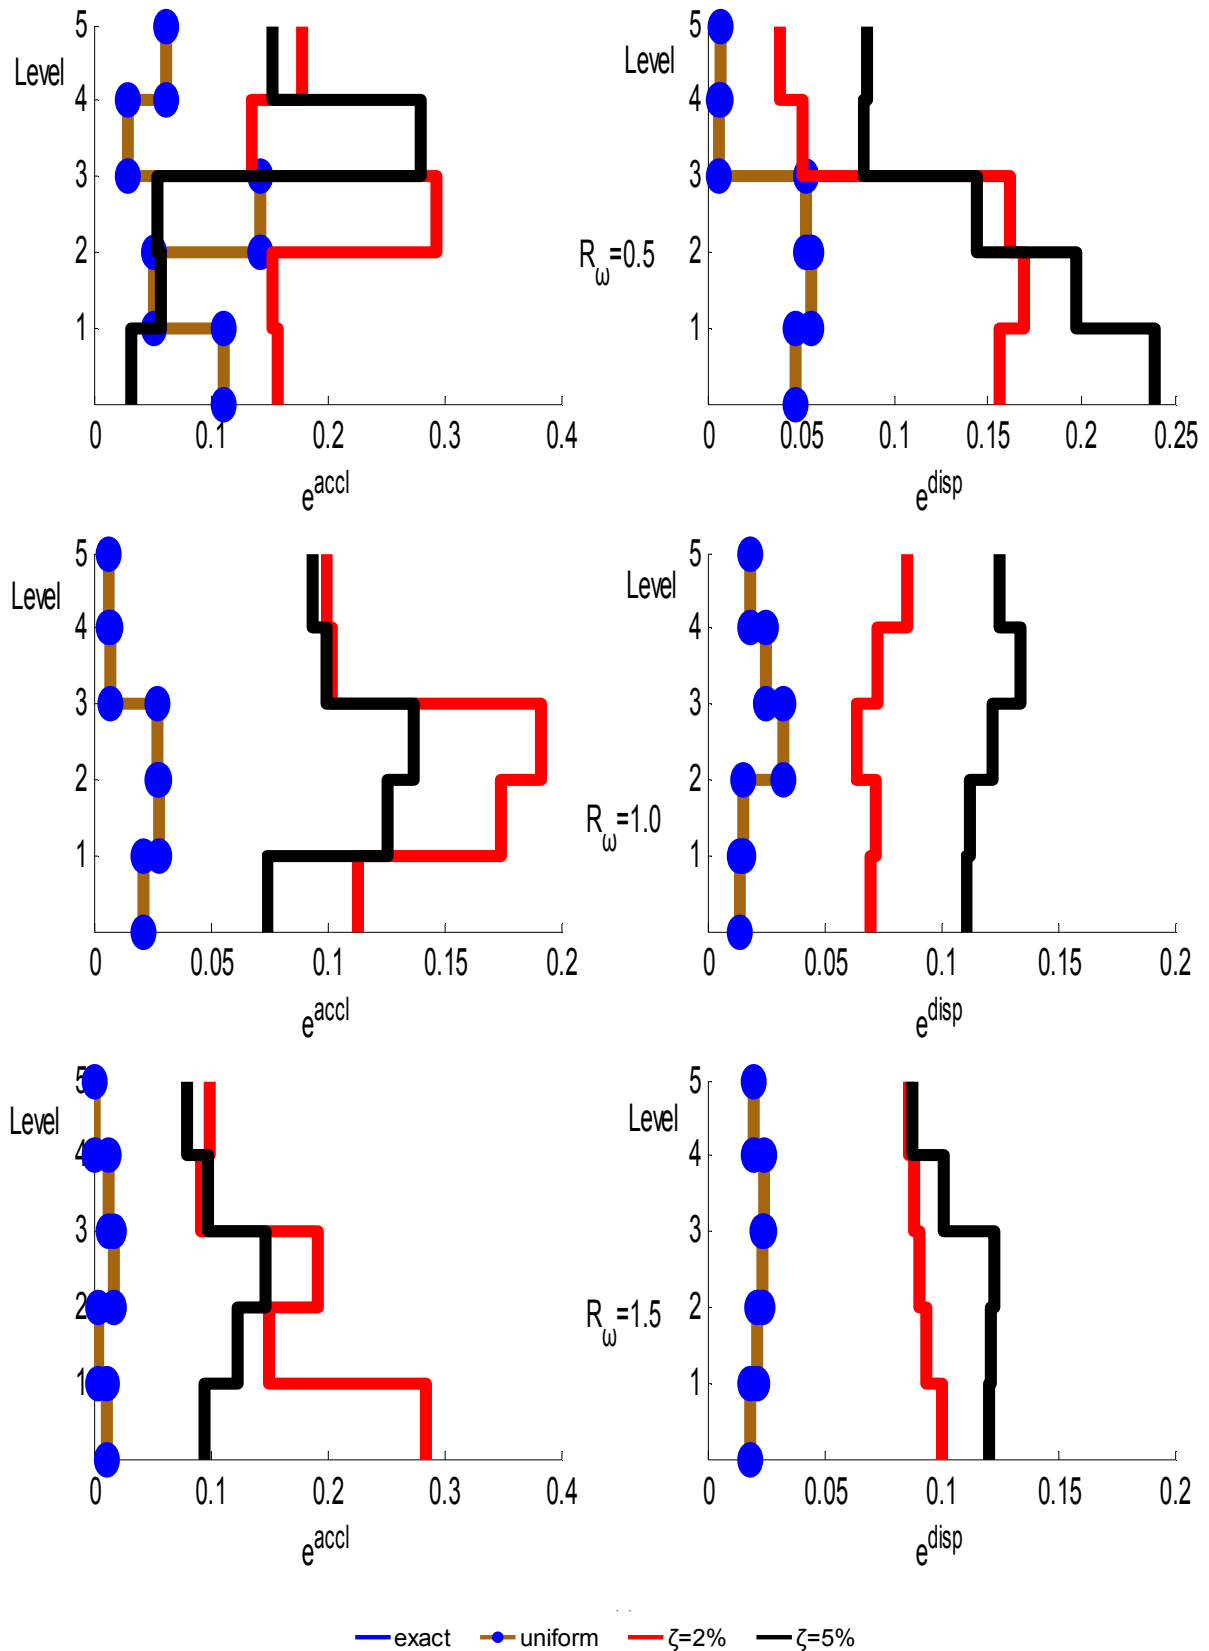 5
Level
4
3
2
1
0 0.1 0.2 0.3 0.4
e^accl
5
Level
4
3
2
1
0 0.05 0.1 0.15 0.2 0.25
e^disp
R_ω=0.5
5
Level
4
3
2
1
0 0.05 0.1 0.15 0.2
e^accl
5
Level
4
3
2
1
0 0.05 0.1 0.15 0.2
e^disp
R_ω=1.0
5
Level
4
3
2
1
0 0.1 0.2 0.3 0.4
e^accl
5
Level
4
3
2
1
0 0.05 0.1 0.15 0.2
e^disp
R_ω=1.5
exact uniform ζ=2% ζ=5%